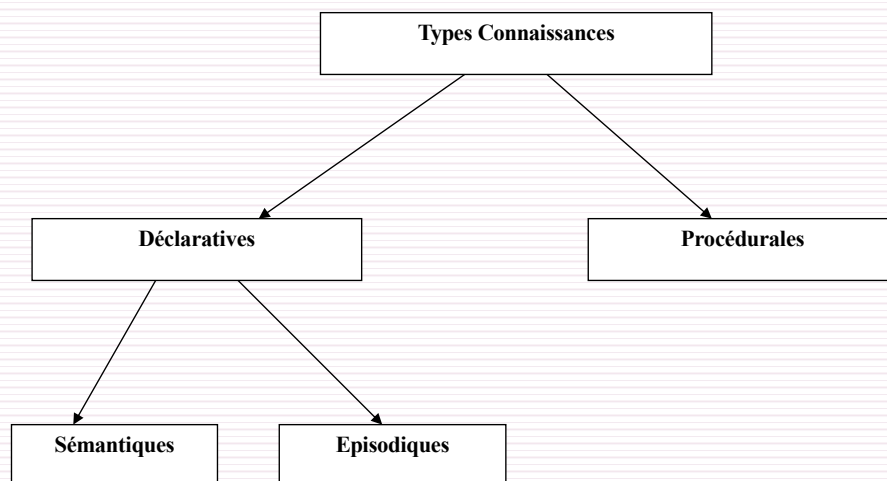 Types Connaissances
Déclaratives
Procédurales
Sémantiques
Episodiques